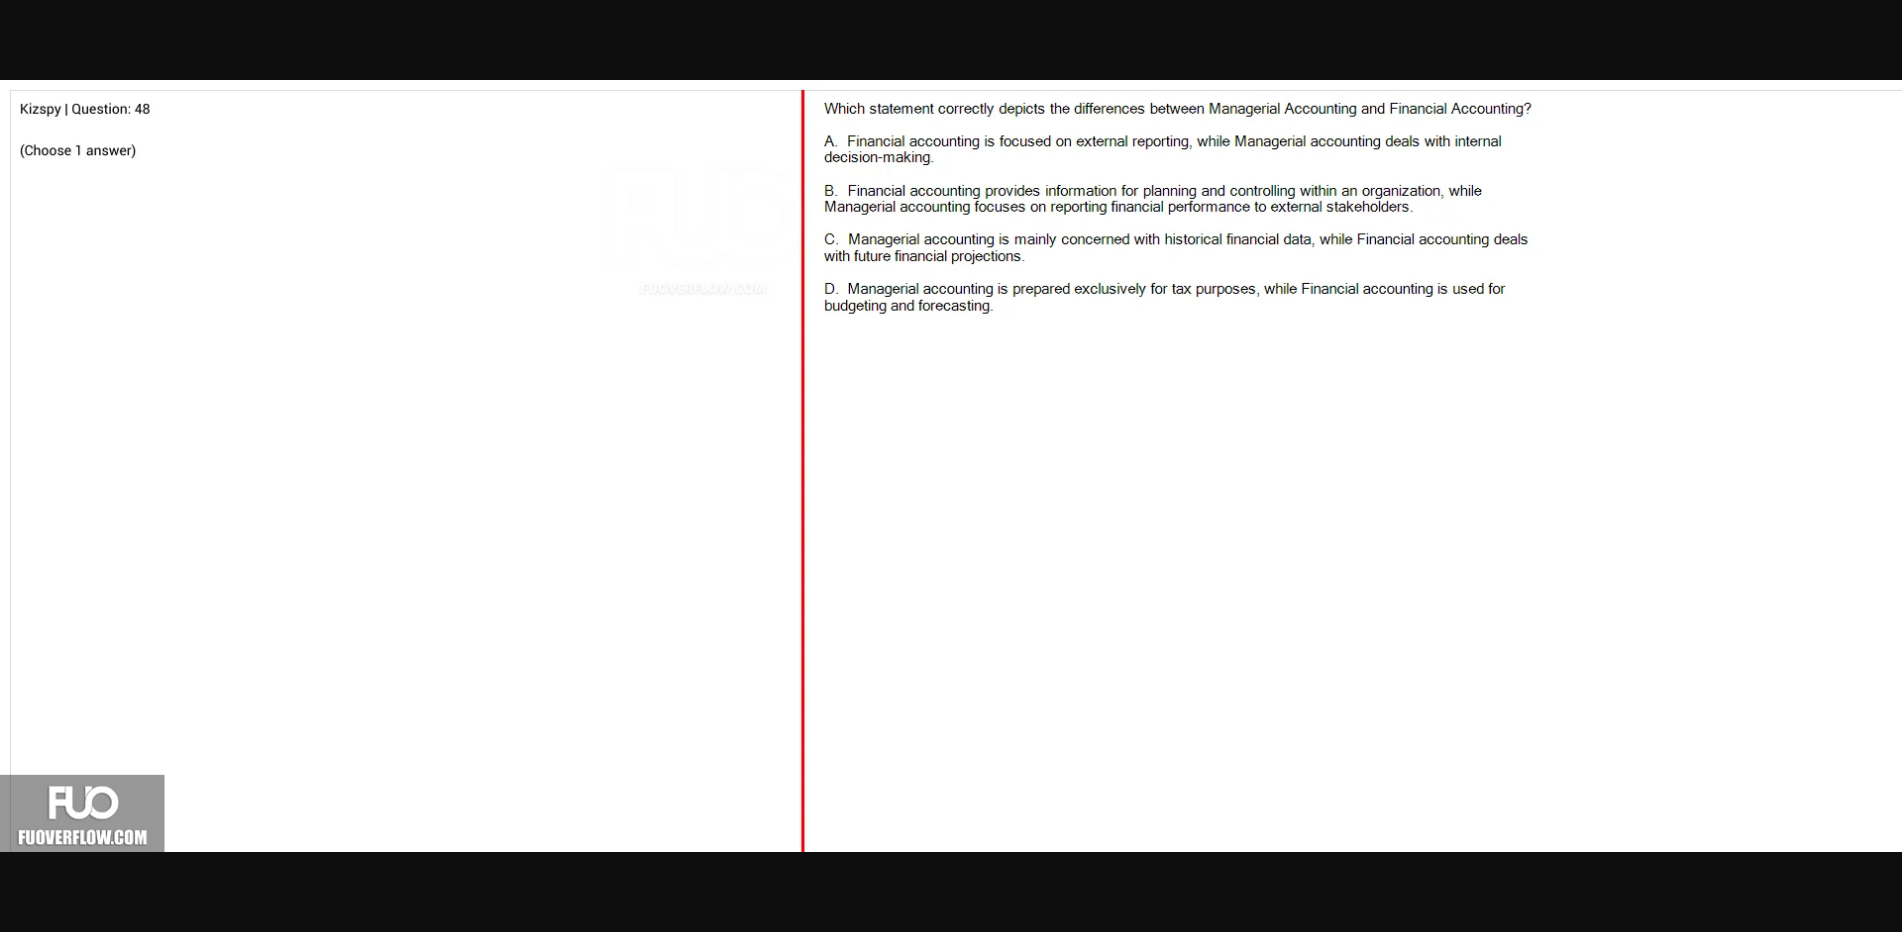 Kizspy | Question: 48
(Choose 1 answer)
Which statement correctly depicts the differences between Managerial Accounting and Financial Accounting?
A.  Financial accounting is focused on external reporting, while Managerial accounting deals with internal
decision-making.
B.  Financial accounting provides information for planning and controlling within an organization, while
Managerial accounting focuses on reporting financial performance to external stakeholders.
C.  Managerial accounting is mainly concerned with historical financial data, while Financial accounting deals
with future financial projections.
D.  Managerial accounting is prepared exclusively for tax purposes, while Financial accounting is used for
budgeting and forecasting.
FUO
FUOVERFLOW.COM
FUO
FUOVERFLOW.COM